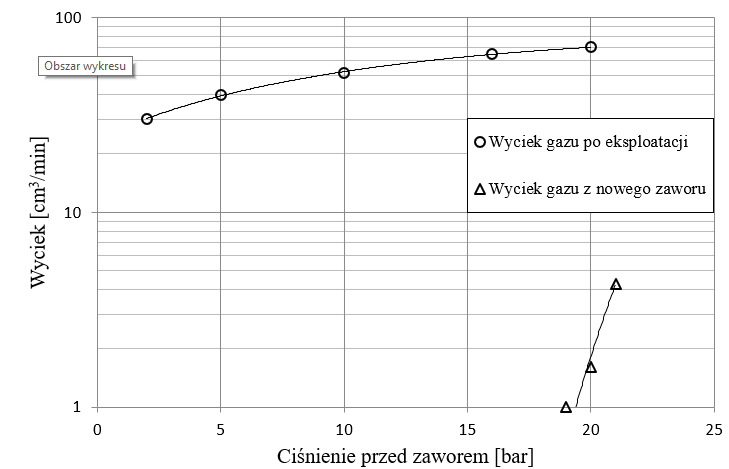 100
Obszar wykresu
Wyciek gazu po eksploatacji
Wyciek gazu z nowego zaworu
10
1
Wyciek [cm³/min]
0 5 10 15 20 25
Ciśnienie przed zaworem [bar]